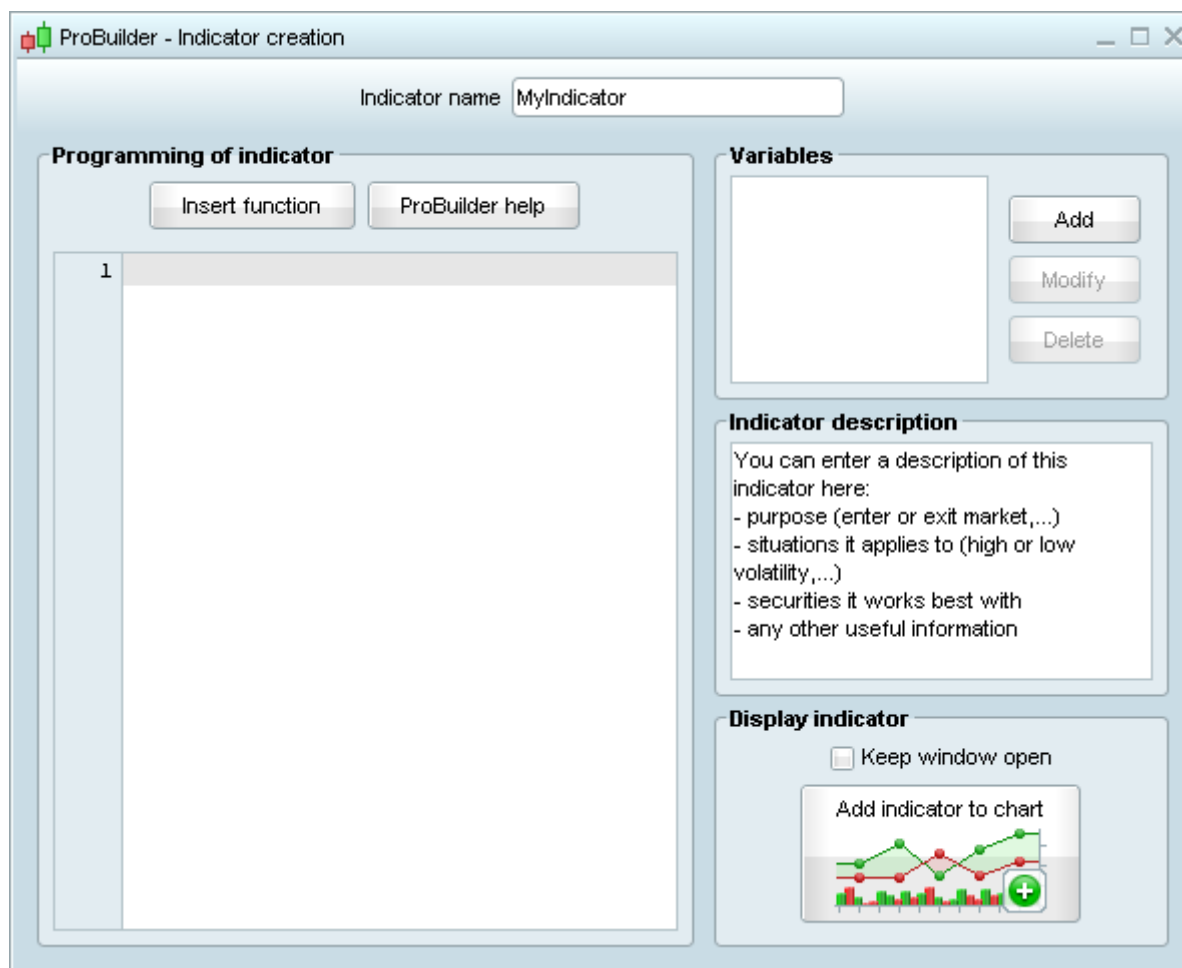 ProBuilder - Indicator creation
Indicator name MyIndicator
Programming of indicator
Insert function
ProBuilder help
1
Variables
Add
Modify
Delete
Indicator description
You can enter a description of this
indicator here:
- purpose (enter or exit market,...)
- situations it applies to (high or low
volatility,...)
- securities it works best with
- any other useful information
Display indicator
Keep window open
Add indicator to chart